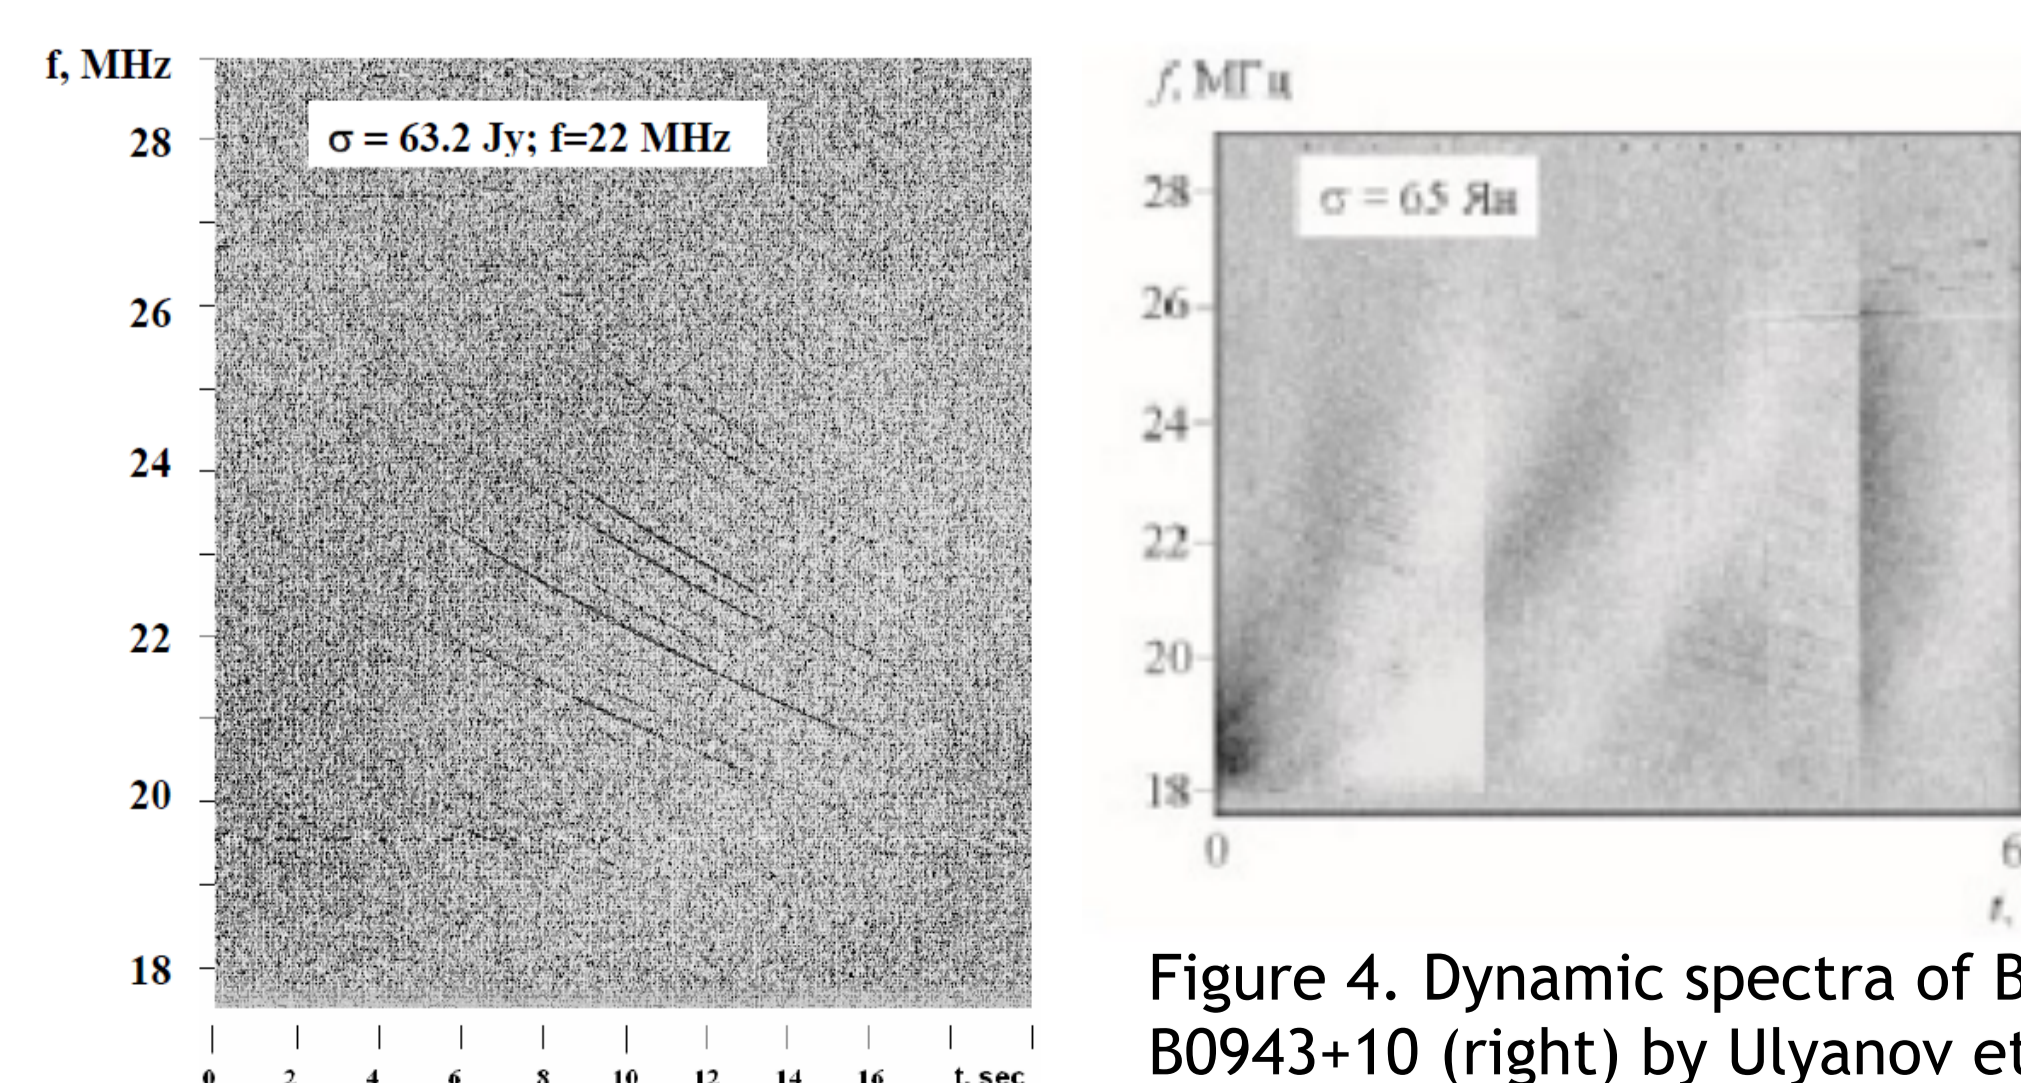 f, MHz
σ = 63.2 Jy; f=22 MHz
28
26
24
22
20
18
0 2 4 6 8 10 12 14 16 t, sec
f, МГц
σ = 65 Ян
28
26
24
22
20
18
0 6
t,
Figure 4. Dynamic spectra of B
B0943+10 (right) by Ulyanov et